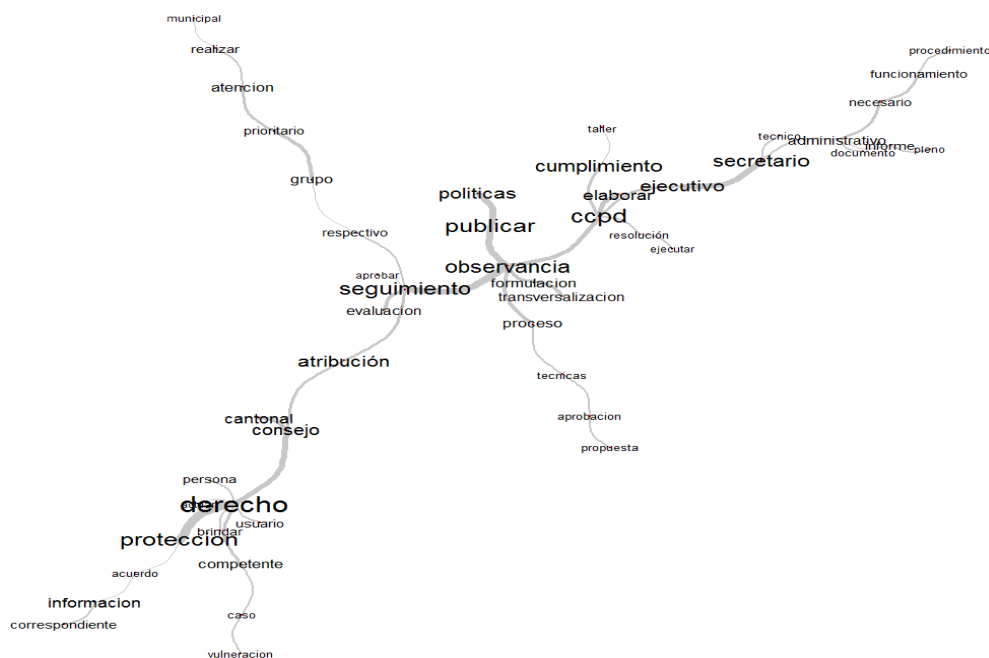 municipal
realizar
procedimiento
funcionamiento
atencion
necesario
prioritario
taller
tecnico
administrativo
informe
pleno
documento
secretario
cumplimiento
grupo
ejecutivo
politicas
elaborar
ccpd
publicar
respectivo
resolución
ejecutar
observancia
aprobar
formulacion
seguimiento
transversalizacion
evaluacion
proceso
atribución
tecnicas
aprobacion
cantonal
consejo
propuesta
persona
derecho
usuario
brindar
proteccion
competente
acuerdo
informacion
caso
correspondiente
vulneracion